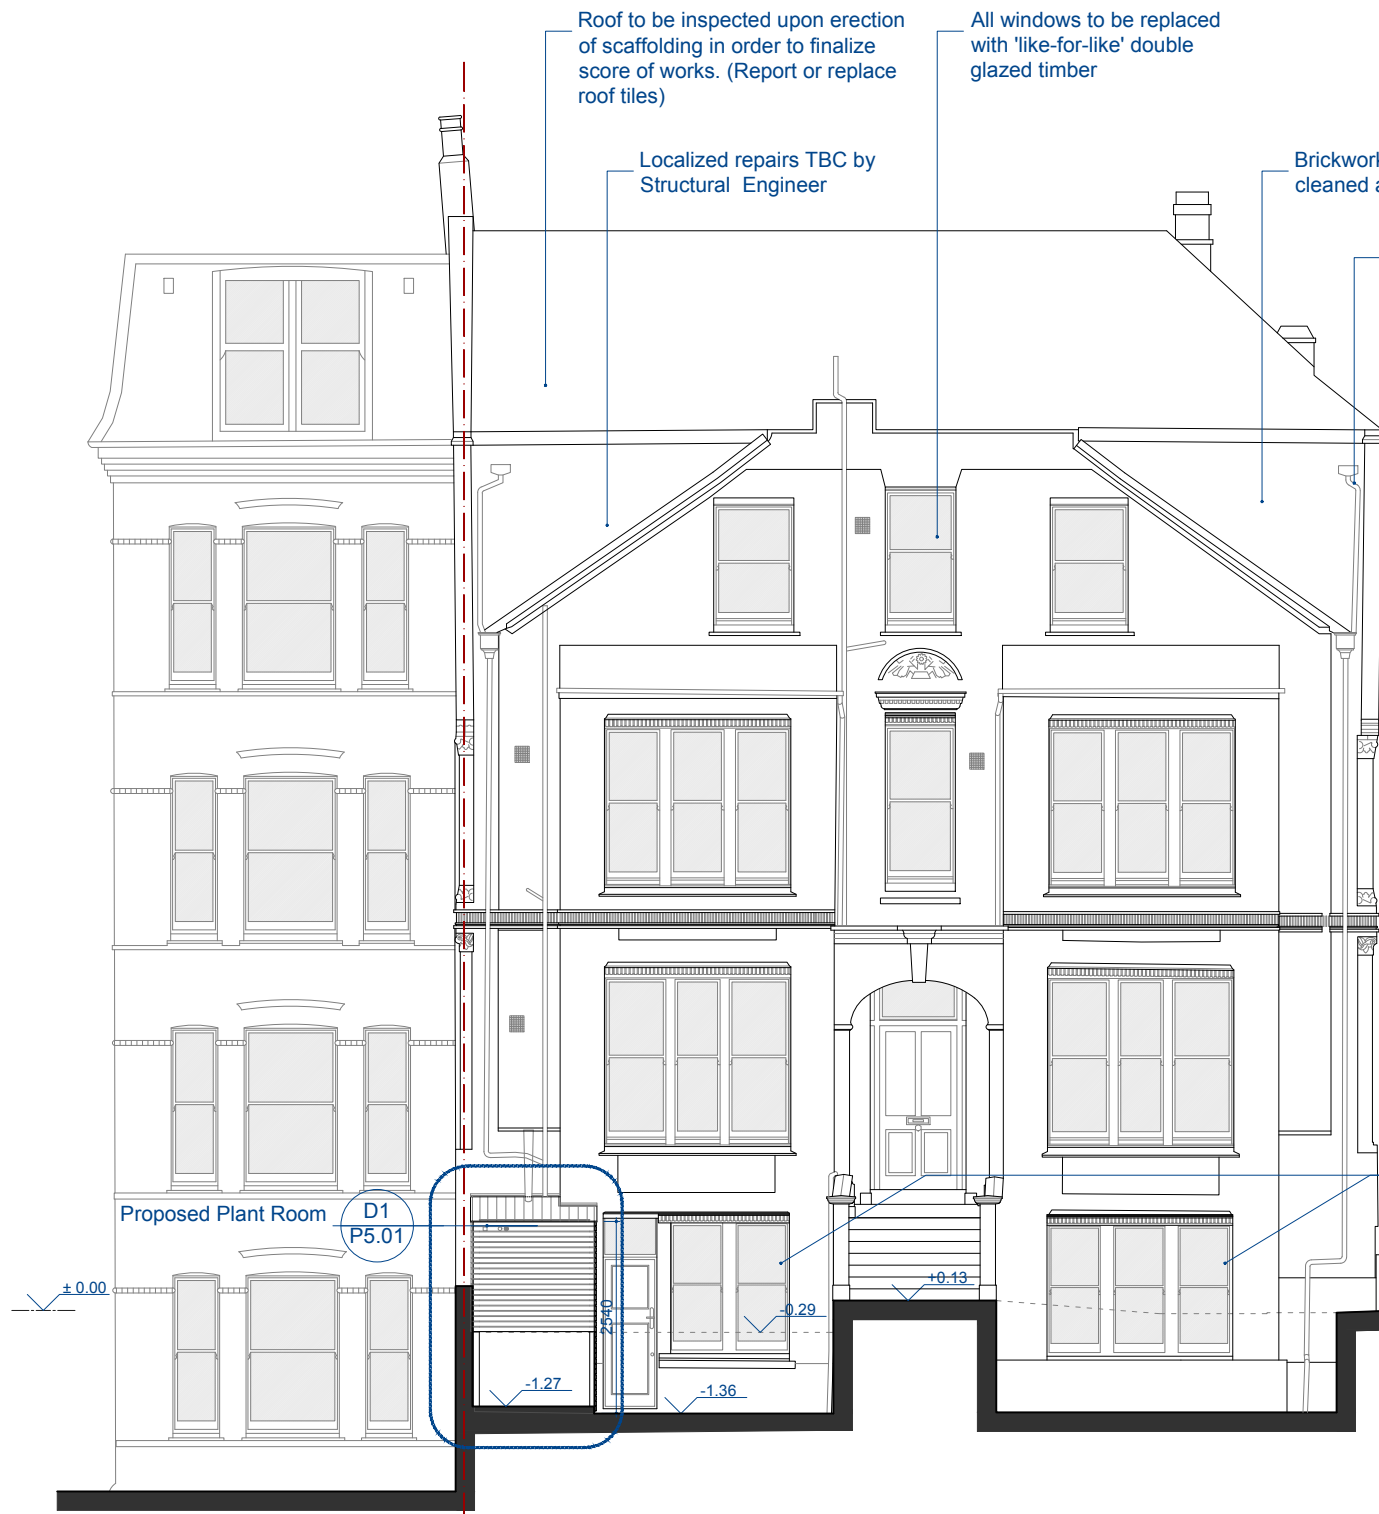 Roof to be inspected upon erection
of scaffolding in order to finalize
score of works. (Report or replace
roof tiles)
All windows to be replaced
with 'like-for-like' double
glazed timber
Localized repairs TBC by
Structural Engineer
Brickwork
cleaned a
Proposed Plant Room
D1
P5.01
± 0.00
+0.13
2540
-0.29
-1.27
-1.36